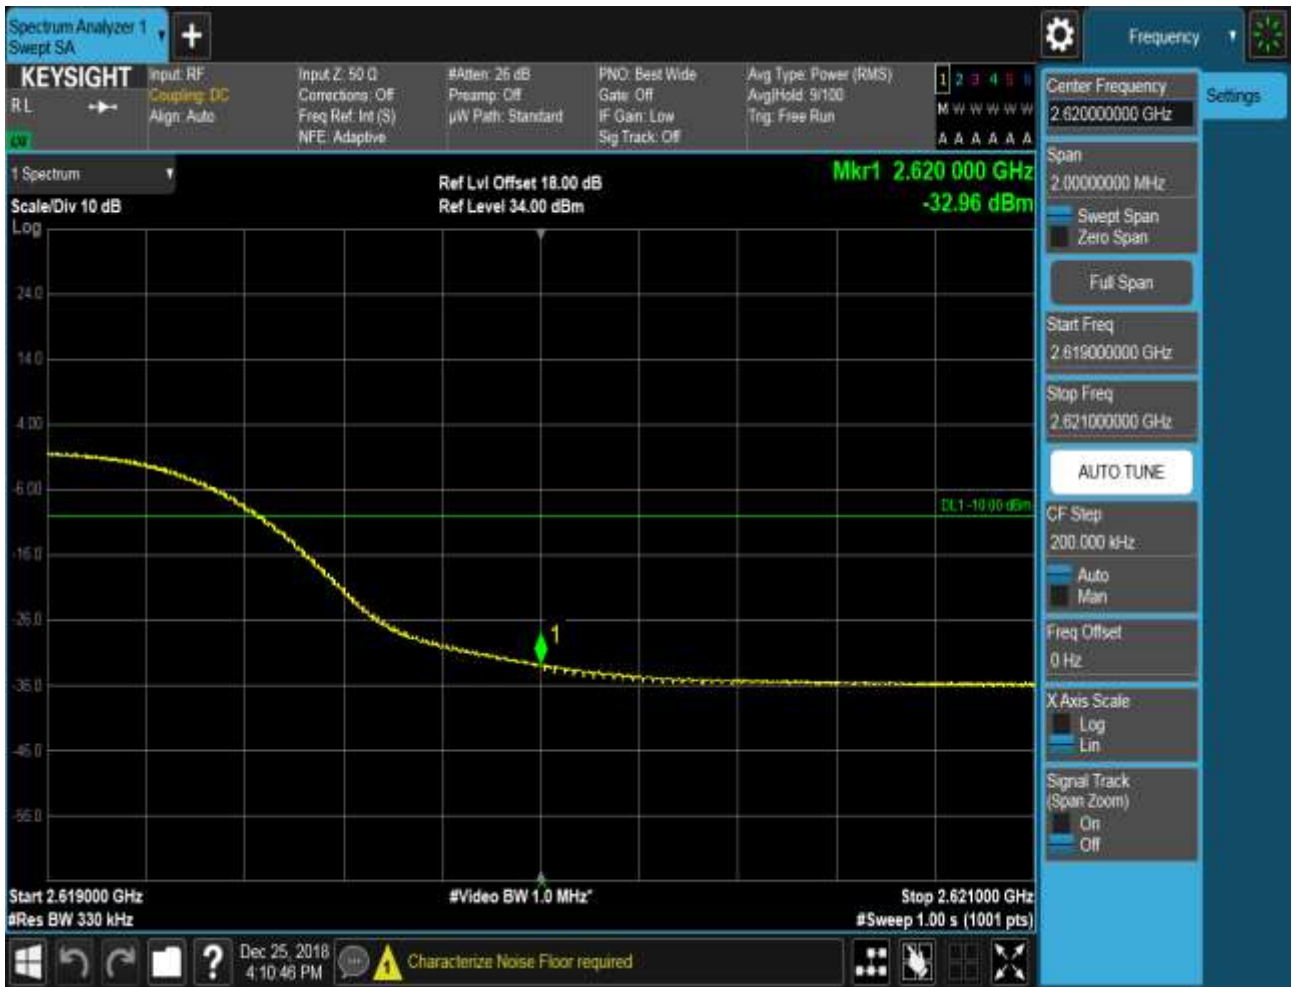 Spectrum Analyzer 1
Swept SA
Frequency
KEYSIGHT
R L
Input: RF
Coupling: DC
Align: Auto
Input Z: 50 Ω
Corrections: Off
Freq Ref: Int (S)
NFE: Adaptive
#Atten: 26 dB
Preamp: Off
µW Path: Standard
PNO: Best Wide
Gate: Off
IF Gain: Low
Sig Track: Off
Avg Type: Power (RMS)
Avg|Hold: 9/100
Trig: Free Run
1 2 3 4 5 6
M W W W W W
A A A A A A
1 Spectrum
Scale/Div 10 dB
Log
Ref Lvl Offset 18.00 dB
Ref Level 34.00 dBm
Mkr1 2.620 000 GHz
-32.96 dBm
24.0
14.0
4.00
-6.00
-16.0
-26.0
-36.0
-46.0
-56.0
DL1 -10.00 dBm
1
Start 2.619000 GHz
#Res BW 330 kHz
#Video BW 1.0 MHz*
Stop 2.621000 GHz
#Sweep 1.00 s (1001 pts)
Center Frequency
2.620000000 GHz
Settings
Span
2.00000000 MHz
Swept Span
Zero Span
Full Span
Start Freq
2.619000000 GHz
Stop Freq
2.621000000 GHz
AUTO TUNE
CF Step
200.000 kHz
Auto
Man
Freq Offset
0 Hz
X Axis Scale
Log
Lin
Signal Track
(Span Zoom)
On
Off
?
Dec 25, 2018
4:10:46 PM
1
Characterize Noise Floor required